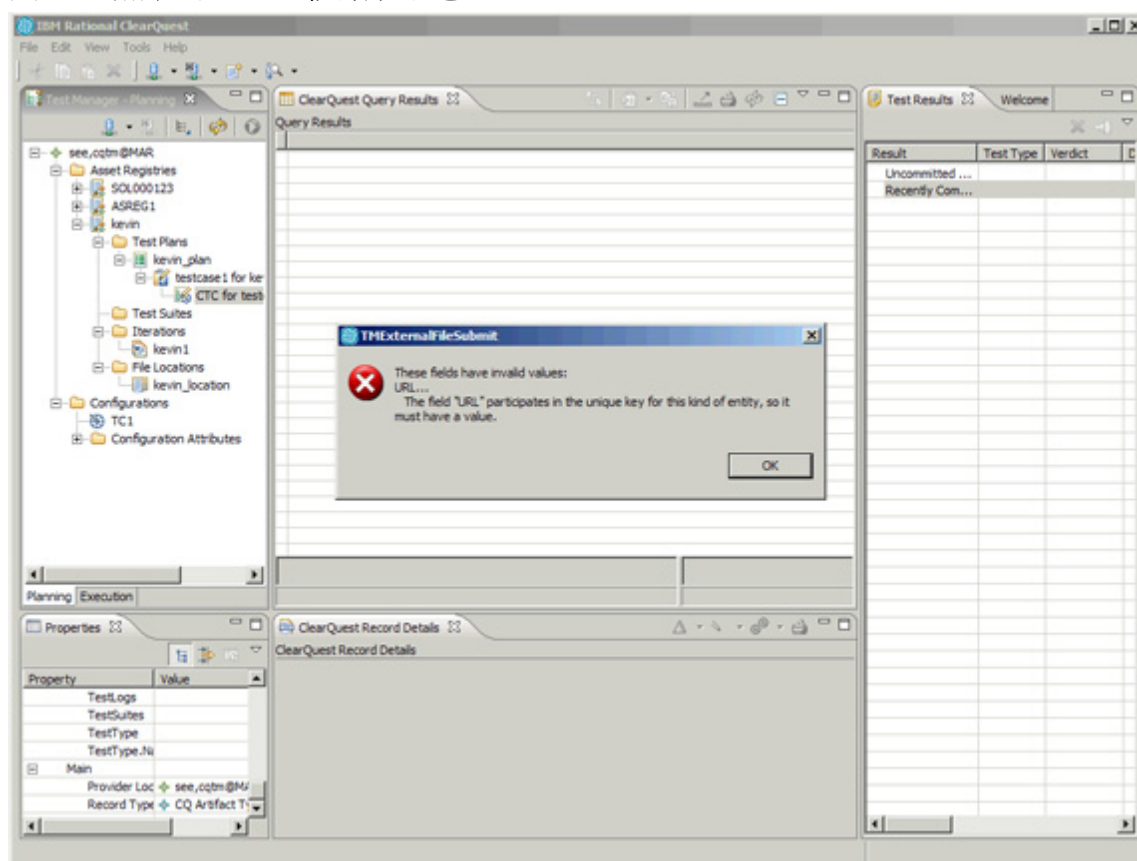 IBM Rational ClearQuest
File Edit View Tools Help
Test Manager - Planning
ClearQuest Query Results
Test Results Welcome
Query Results
Result Test Type Verdict D
Uncommitted ...
Recently Com...
see,cqtm@MAR
Asset Registries
SOL000123
ASREG1
kevin
Test Plans
kevin_plan
testcase1 for ke
CTC for test
Test Suites
Iterations
kevin1
File Locations
kevin_location
Configurations
TC1
Configuration Attributes
TMExternalFileSubmit
These fields have invalid values:
URL...
The field "URL" participates in the unique key for this kind of entity, so it
must have a value.
OK
Planning Execution
Properties
ClearQuest Record Details
ClearQuest Record Details
Property Value
TestLogs
TestSuites
TestType
TestType.Na
Main
Provider Loc see,cqtm@MA
Record Type CQ Artifact T